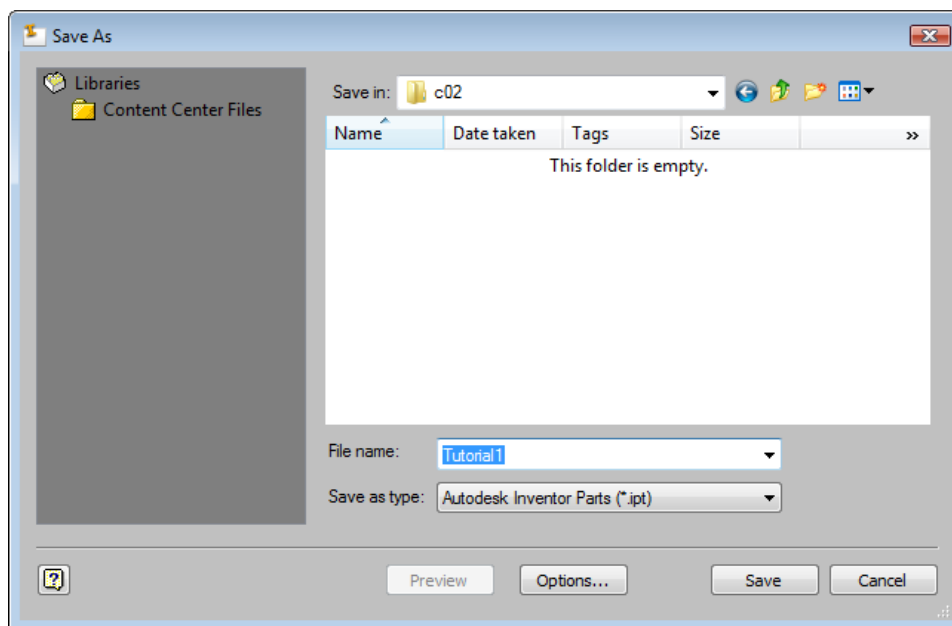 Save As
Libraries
Content Center Files
Save in: c02
Name Date taken Tags Size »
This folder is empty.
File name: Tutorial1
Save as type: Autodesk Inventor Parts (*.ipt)
Preview Options... Save Cancel